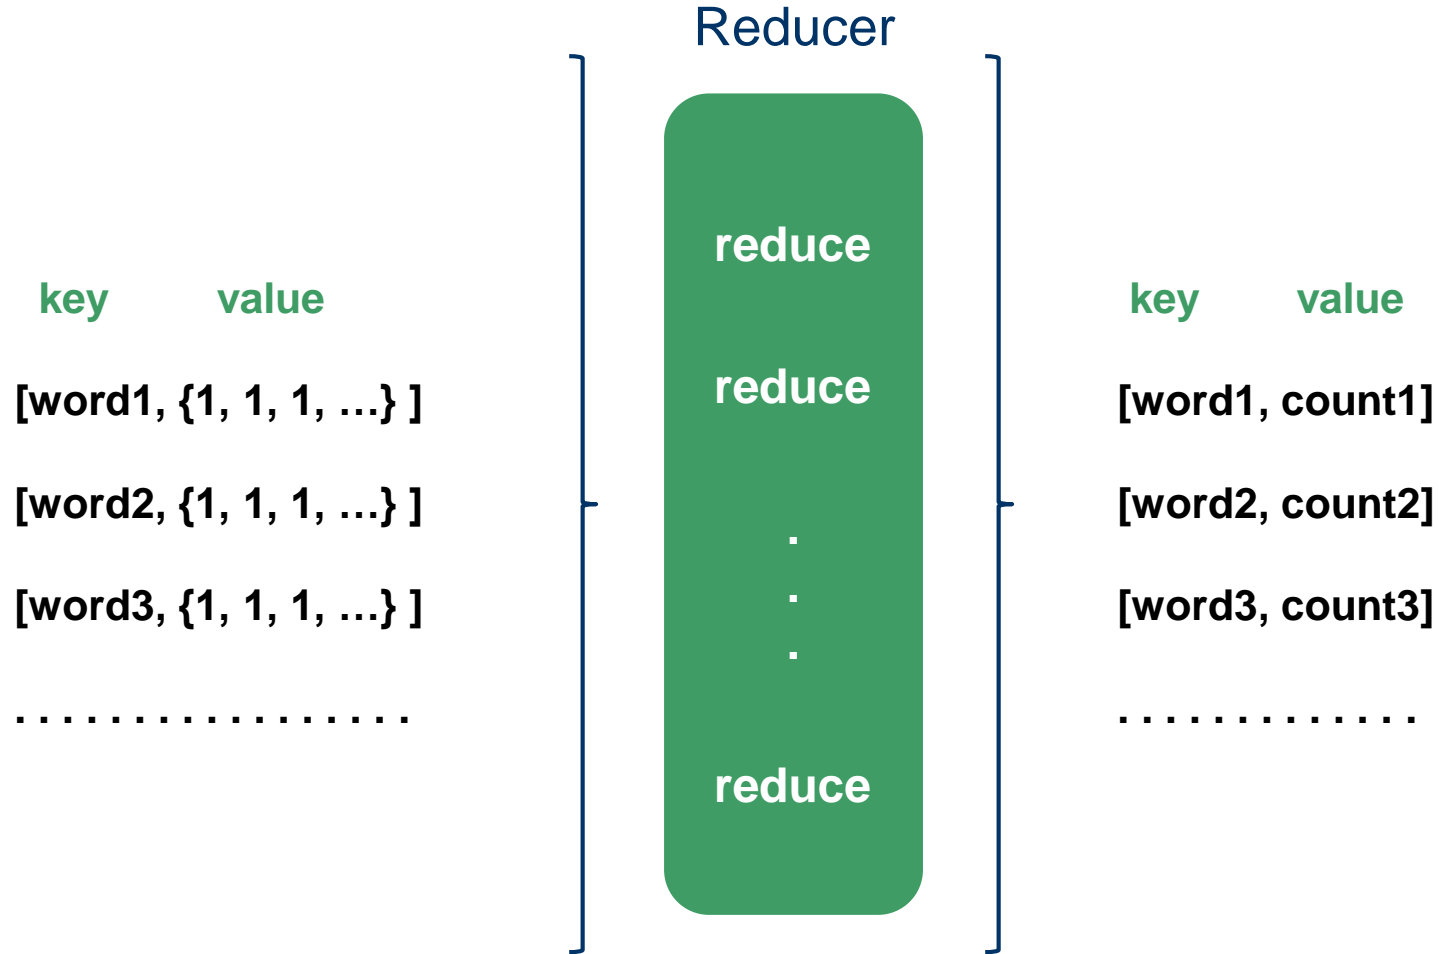 Reducer
key value
[word1, {1, 1, 1, …} ]
[word2, {1, 1, 1, …} ]
[word3, {1, 1, 1, …} ]
. . . . . . . . . . . . . . . . .
reduce
reduce
.
.
.
reduce
key value
[word1, count1]
[word2, count2]
[word3, count3]
. . . . . . . . . . . . .